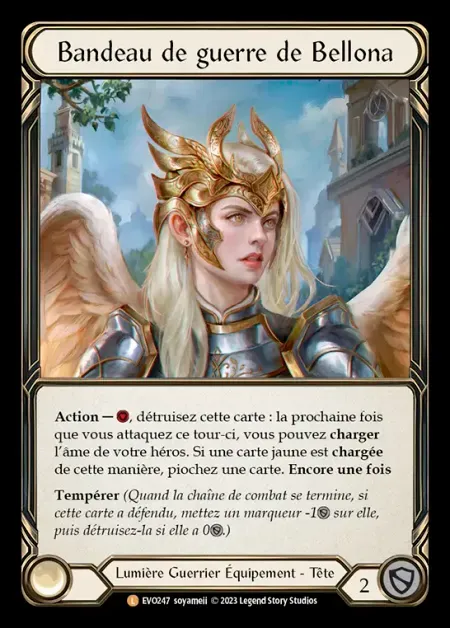 Bandeau de guerre de Bellona
Action — , détruisez cette carte : la prochaine fois
que vous attaquez ce tour-ci, vous pouvez charger
l'âme de votre héros. Si une carte jaune est chargée
de cette manière, piochez une carte. Encore une fois
Tempérer (Quand la chaîne de combat se termine, si
cette carte a défendu, mettez un marqueur -1 sur elle,
puis détruisez-la si elle a 0.)
Lumière Guerrier Équipement - Tête
2
L EVO247 soyameii © 2023 Legend Story Studios